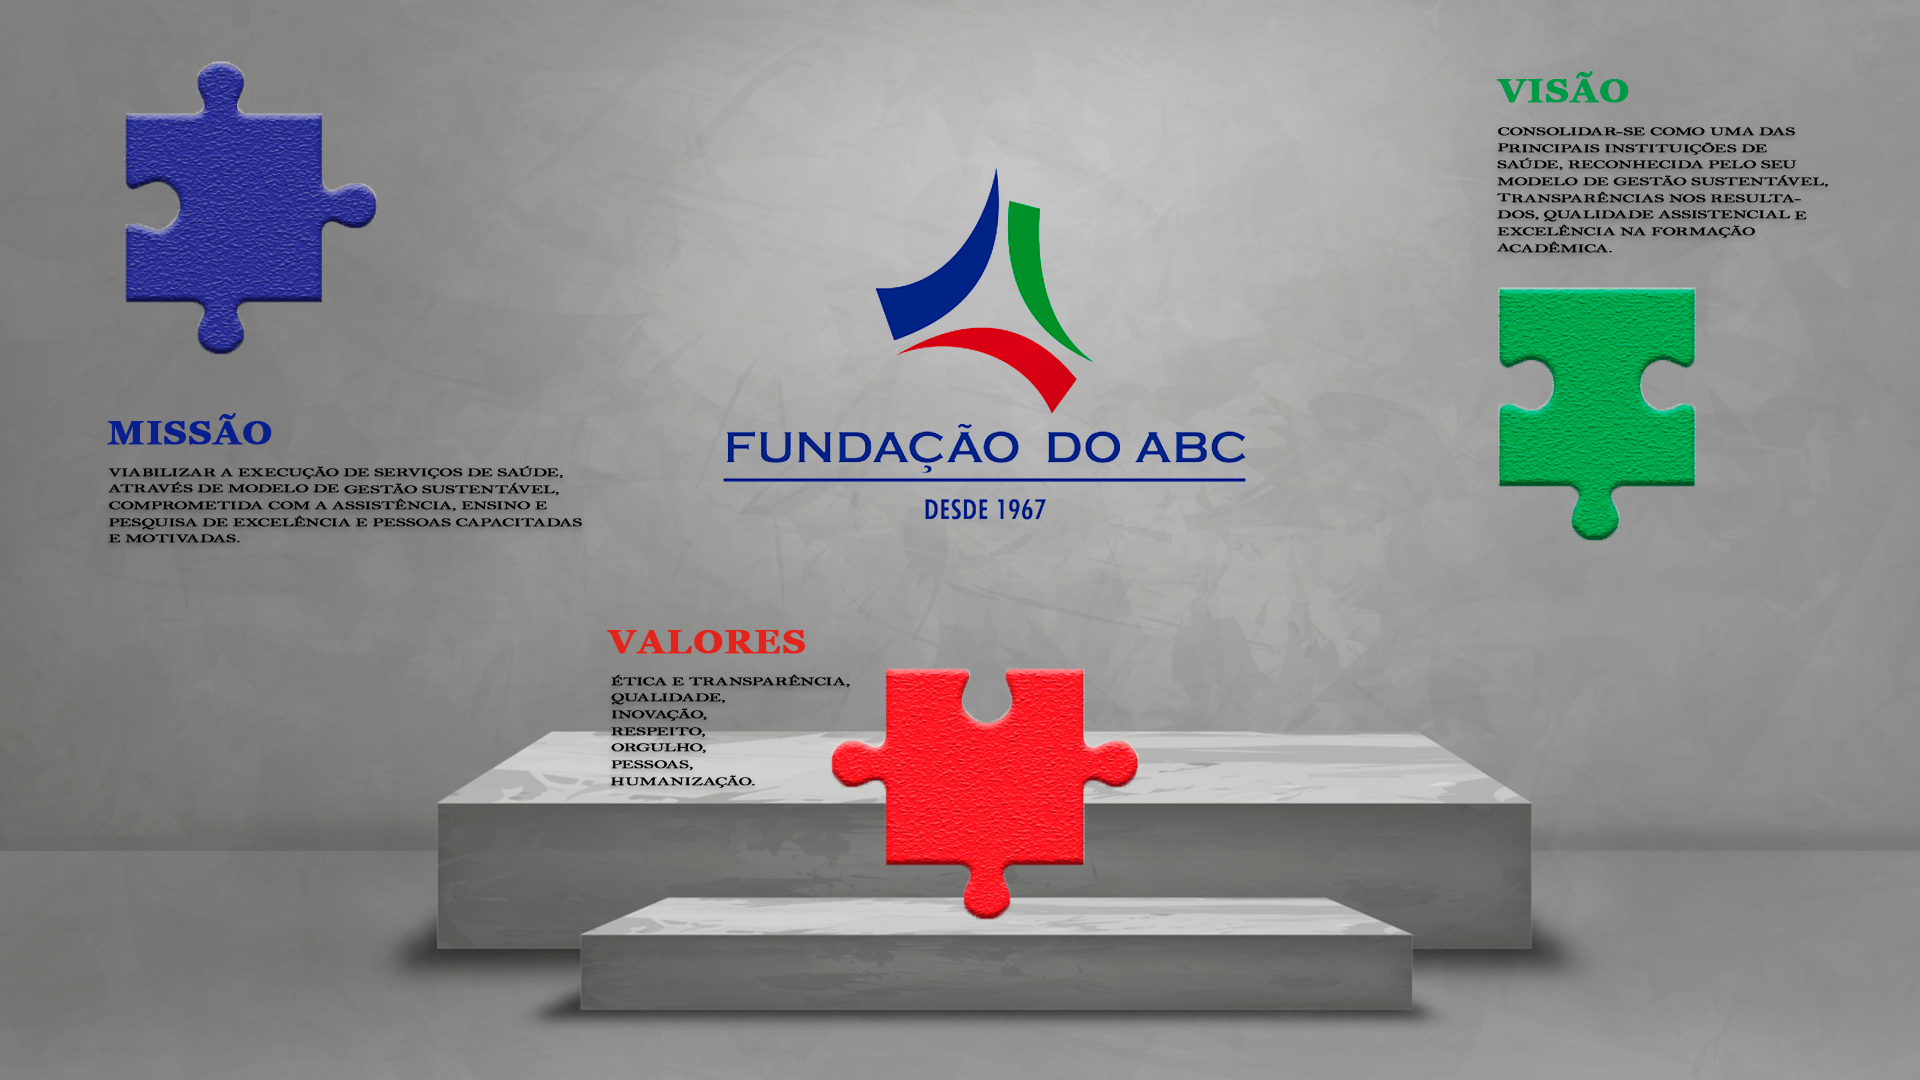 MISSÃO
VIABILIZAR A EXECUÇÃO DE SERVIÇOS DE SAÚDE,
ATRAVÉS DE MODELO DE GESTÃO SUSTENTÁVEL,
COMPROMETIDA COM A ASSISTÊNCIA, ENSINO E
PESQUISA DE EXCELÊNCIA E PESSOAS CAPACITADAS
E MOTIVADAS.
FUNDAÇÃO DO ABC
DESDE 1967
VISÃO
CONSOLIDAR-SE COMO UMA DAS
PRINCIPAIS INSTITUIÇÕES DE
SAÚDE, RECONHECIDA PELO SEU
MODELO DE GESTÃO SUSTENTÁVEL,
TRANSPARÊNCIAS NOS RESULTA-
DOS, QUALIDADE ASSISTENCIAL E
EXCELÊNCIA NA FORMAÇÃO
ACADÊMICA.
VALORES
ÉTICA E TRANSPARÊNCIA,
QUALIDADE,
INOVAÇÃO,
RESPEITO,
ORGULHO,
PESSOAS,
HUMANIZAÇÃO.